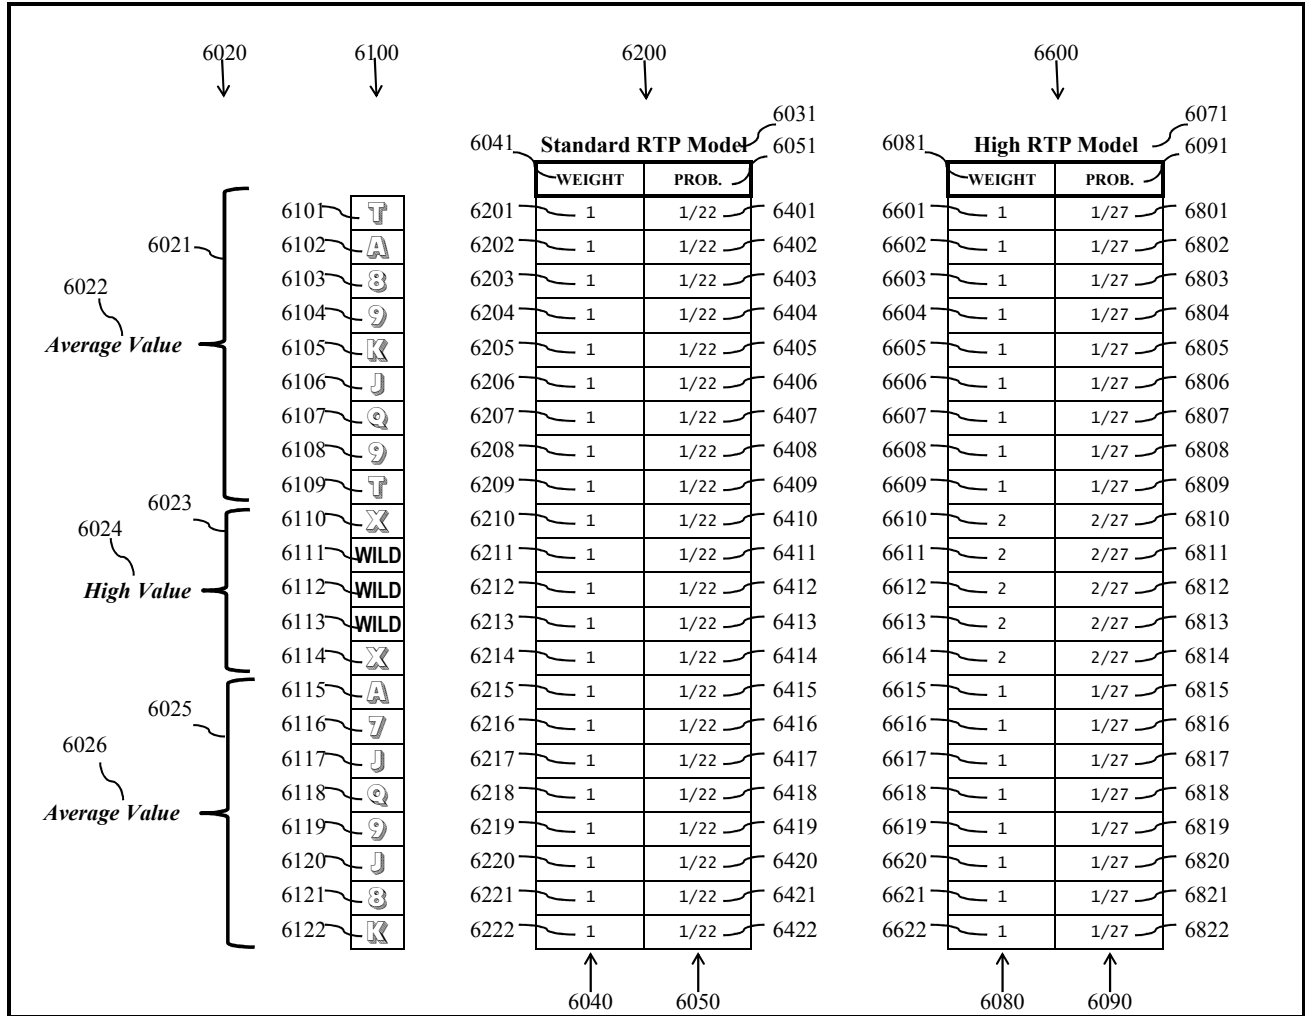 6020 6100 6200 6600
6031 6071
6041 Standard RTP Model 6051 6081 High RTP Model 6091
WEIGHT PROB. WEIGHT PROB.
6101 T 6201 1 1/22 6401 6601 1 1/27 6801
6021 6102 A 6202 1 1/22 6402 6602 1 1/27 6802
6103 8 6203 1 1/22 6403 6603 1 1/27 6803
6022 6104 9 6204 1 1/22 6404 6604 1 1/27 6804
Average Value 6105 K 6205 1 1/22 6405 6605 1 1/27 6805
6106 J 6206 1 1/22 6406 6606 1 1/27 6806
6107 Q 6207 1 1/22 6407 6607 1 1/27 6807
6108 9 6208 1 1/22 6408 6608 1 1/27 6808
6109 T 6209 1 1/22 6409 6609 1 1/27 6809
6023 6110 X 6210 1 1/22 6410 6610 2 2/27 6810
6024 6111 WILD 6211 1 1/22 6411 6611 2 2/27 6811
High Value 6112 WILD 6212 1 1/22 6412 6612 2 2/27 6812
6113 WILD 6213 1 1/22 6413 6613 2 2/27 6813
6114 X 6214 1 1/22 6414 6614 2 2/27 6814
6115 A 6215 1 1/22 6415 6615 1 1/27 6815
6025 6116 7 6216 1 1/22 6416 6616 1 1/27 6816
6026 6117 J 6217 1 1/22 6417 6617 1 1/27 6817
6118 Q 6218 1 1/22 6418 6618 1 1/27 6818
Average Value 6119 9 6219 1 1/22 6419 6619 1 1/27 6819
6120 J 6220 1 1/22 6420 6620 1 1/27 6820
6121 8 6221 1 1/22 6421 6621 1 1/27 6821
6122 K 6222 1 1/22 6422 6622 1 1/27 6822
6040 6050 6080 6090